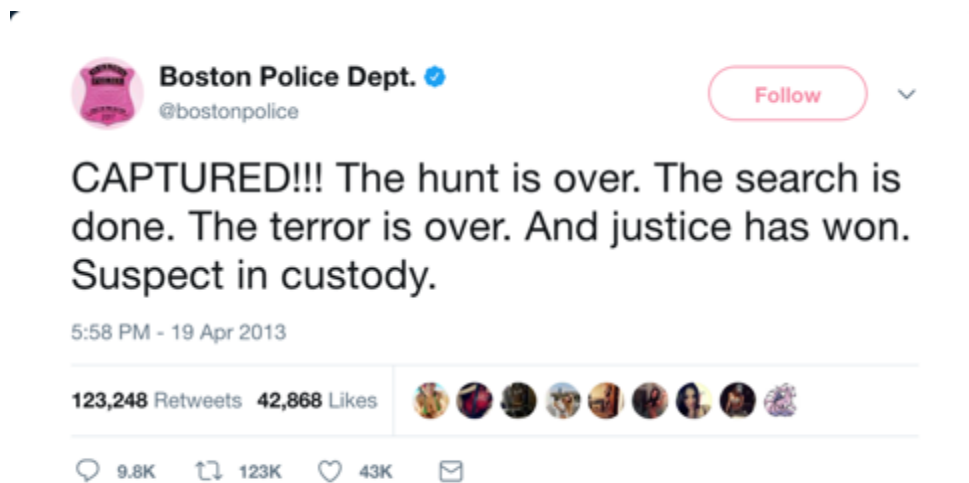 Boston Police Dept.
@bostonpolice
Follow
CAPTURED!!! The hunt is over. The search is
done. The terror is over. And justice has won.
Suspect in custody.
5:58 PM - 19 Apr 2013
123,248 Retweets 42,868 Likes
9.8K 123K 43K